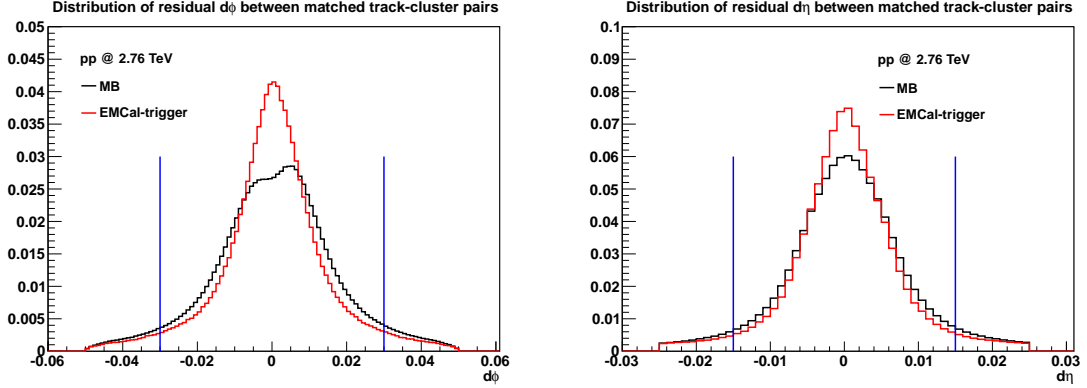 Distribution of residual dϕ between matched track-cluster pairs
0.05
0.045
0.04
0.035
0.03
0.025
0.02
0.015
0.01
0.005
0
pp @ 2.76 TeV
MB
EMCal-trigger
-0.06 -0.04 -0.02 0 0.02 0.04 0.06
dϕ
Distribution of residual dη between matched track-cluster pairs
0.1
0.09
0.08
0.07
0.06
0.05
0.04
0.03
0.02
0.01
0
pp @ 2.76 TeV
MB
EMCal-trigger
-0.03 -0.02 -0.01 0 0.01 0.02 0.03
dη